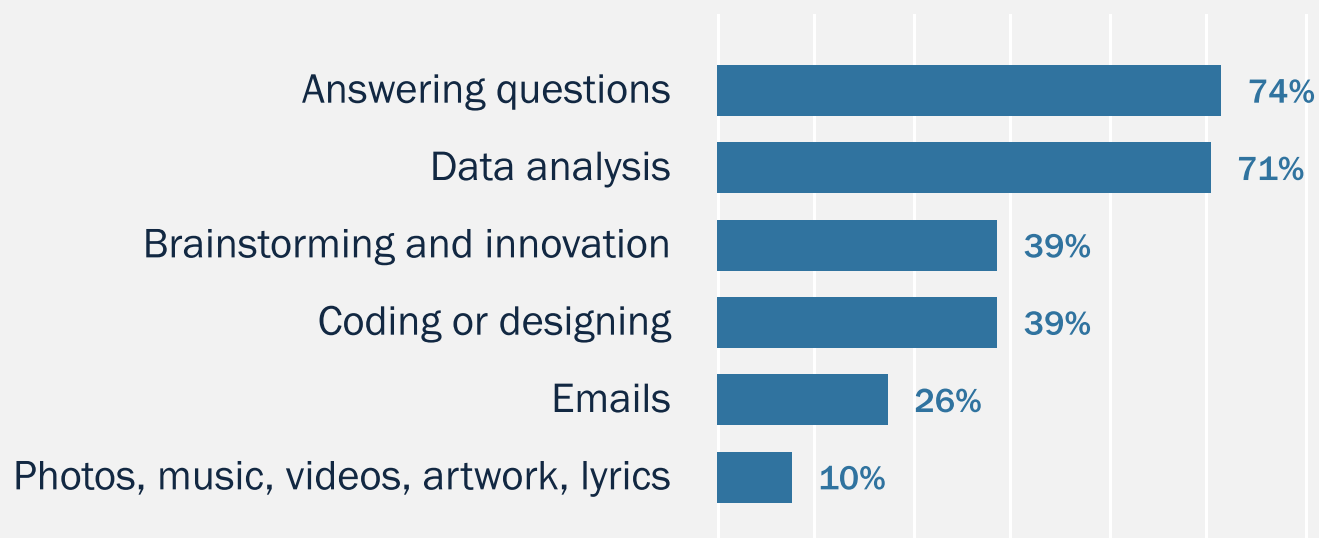 Answering questions 74%
Data analysis 71%
Brainstorming and innovation 39%
Coding or designing 39%
Emails 26%
Photos, music, videos, artwork, lyrics 10%